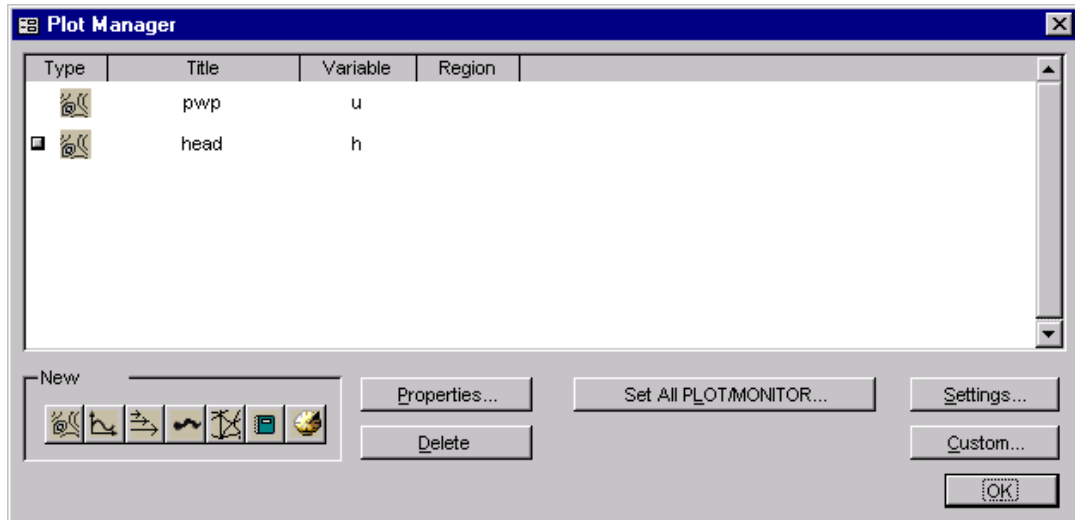 Plot Manager
Type Title Variable Region
pwp u
head h
New
Properties... Set All PLOT/MONITOR... Settings...
Delete Custom...
OK